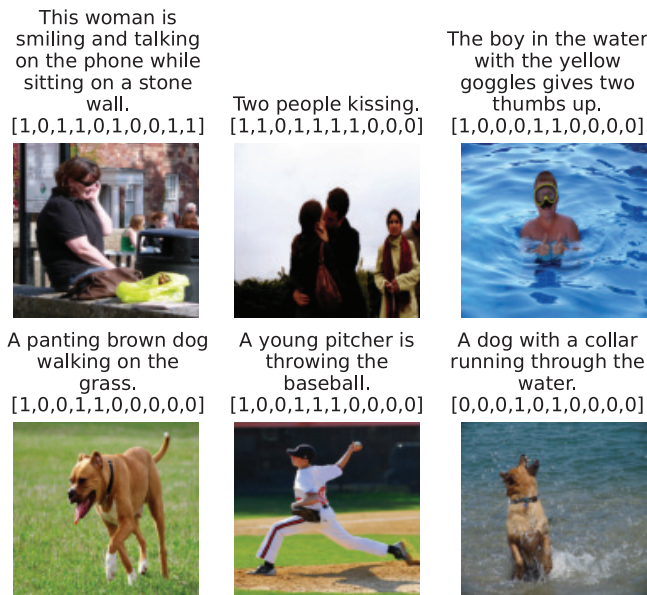 This woman is
smiling and talking
on the phone while
sitting on a stone
wall.
[1,0,1,1,0,1,0,0,1,1]
Two people kissing.
[1,1,0,1,1,1,1,0,0,0]
The boy in the water
with the yellow
goggles gives two
thumbs up.
[1,0,0,0,1,1,0,0,0,0]
A panting brown dog
walking on the
grass.
[1,0,0,1,1,0,0,0,0,0]
A young pitcher is
throwing the
baseball.
[1,0,0,1,1,1,0,0,0,0]
A dog with a collar
running through the
water.
[0,0,0,1,0,1,0,0,0,0]